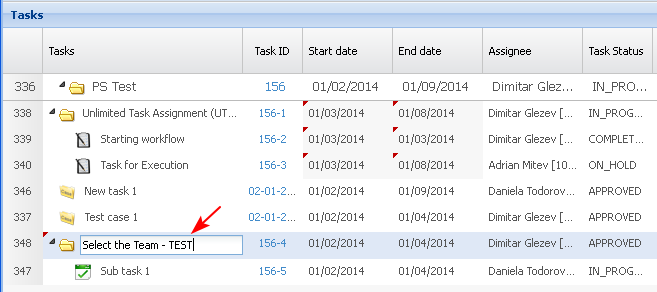 Tasks
Tasks Task ID Start date End date Assignee Task Status
336 PS Test 156 01/02/2014 01/09/2014 Dimitar Glez... IN_PRO...
338 Unlimited Task Assignment (UT... 156-1 01/03/2014 01/08/2014 Dimitar Glezev [... IN_PROG...
339 Starting workflow 156-2 01/03/2014 01/08/2014 Dimitar Glezev [... COMPLET...
340 Task for Execution 156-3 01/03/2014 01/08/2014 Adrian Mitev [10... ON_HOLD
346 New task 1 02-01-2... 01/02/2014 01/09/2014 Daniela Todorov... APPROVED
337 Test case 1 02-01-2... 01/02/2014 01/04/2014 Dimitar Glezev [... APPROVED
348 Select the Team - TEST 156-4 01/02/2014 01/04/2014 Dimitar Glezev [... APPROVED
347 Sub task 1 156-5 01/02/2014 01/04/2014 Daniela Todorov... IN_PROG...